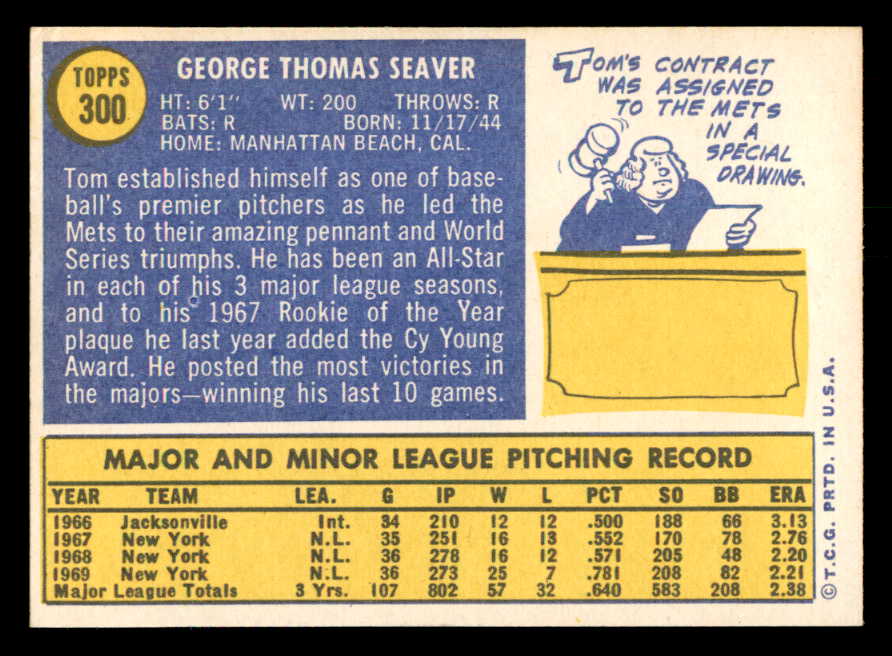 TOPPS
300
GEORGE THOMAS SEAVER
HT: 6'1" WT: 200 THROWS: R
BATS: R BORN: 11/17/44
HOME: MANHATTAN BEACH, CAL.
Tom established himself as one of base-
ball's premier pitchers as he led the
Mets to their amazing pennant and World
Series triumphs. He has been an All-Star
in each of his 3 major league seasons,
and to his 1967 Rookie of the Year
plaque he last year added the Cy Young
Award. He posted the most victories in
the majors—winning his last 10 games.
TOM'S CONTRACT
WAS ASSIGNED
TO THE METS
IN A
SPECIAL
DRAWING.
MAJOR AND MINOR LEAGUE PITCHING RECORD
YEAR TEAM LEA. G IP W L PCT SO BB ERA
1966 Jacksonville Int. 34 210 12 12 .500 188 66 3.13
1967 New York N.L. 35 251 16 13 .552 170 78 2.76
1968 New York N.L. 36 278 16 12 .571 205 48 2.20
1969 New York N.L. 36 273 25 7 .781 208 82 2.21
Major League Totals 3 Yrs. 107 802 57 32 .640 583 208 2.38
©T.C.G. PRTD. IN U.S.A.